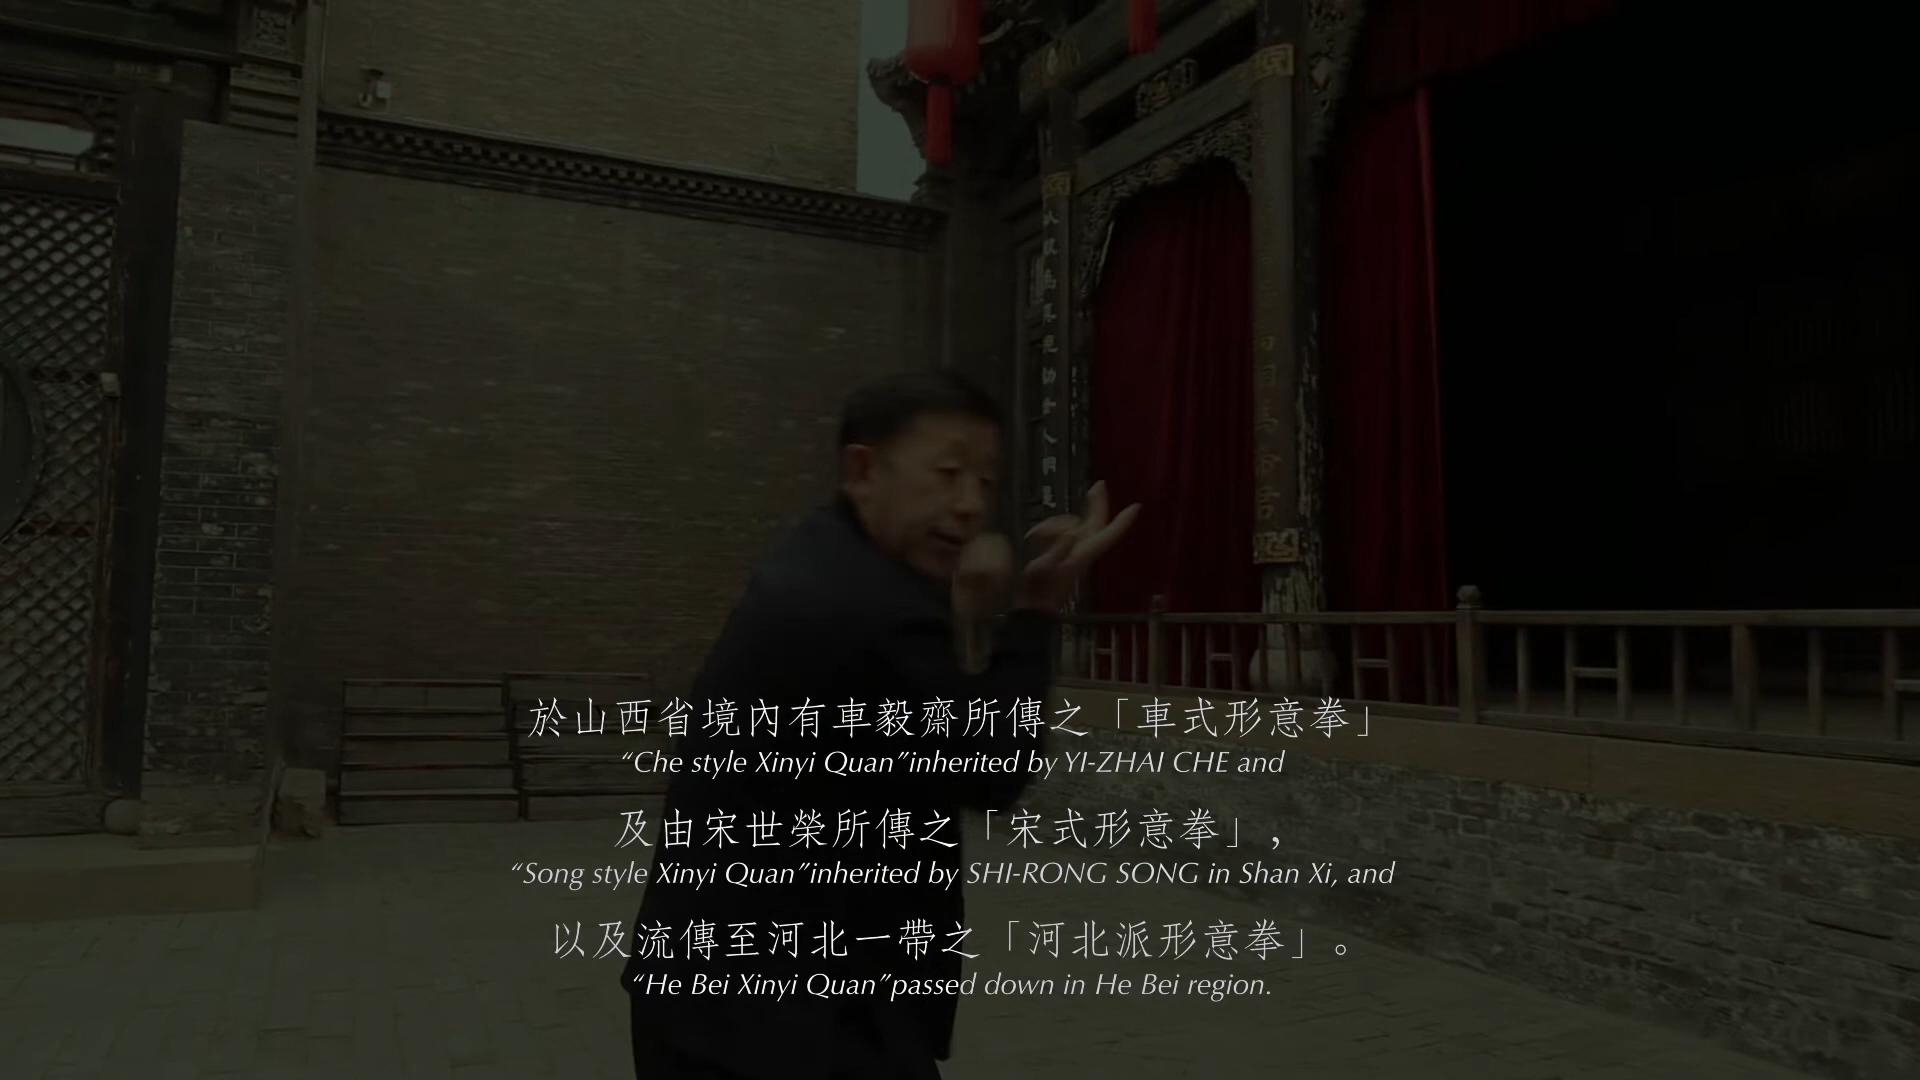 於山西省境內有車毅齋所傳之「車式形意拳」
“Che style Xinyi Quan”inherited by YI-ZHAI CHE and
及由宋世榮所傳之「宋式形意拳」，
“Song style Xinyi Quan”inherited by SHI-RONG SONG in Shan Xi, and
以及流傳至河北一帶之「河北派形意拳」。
“He Bei Xinyi Quan”passed down in He Bei region.